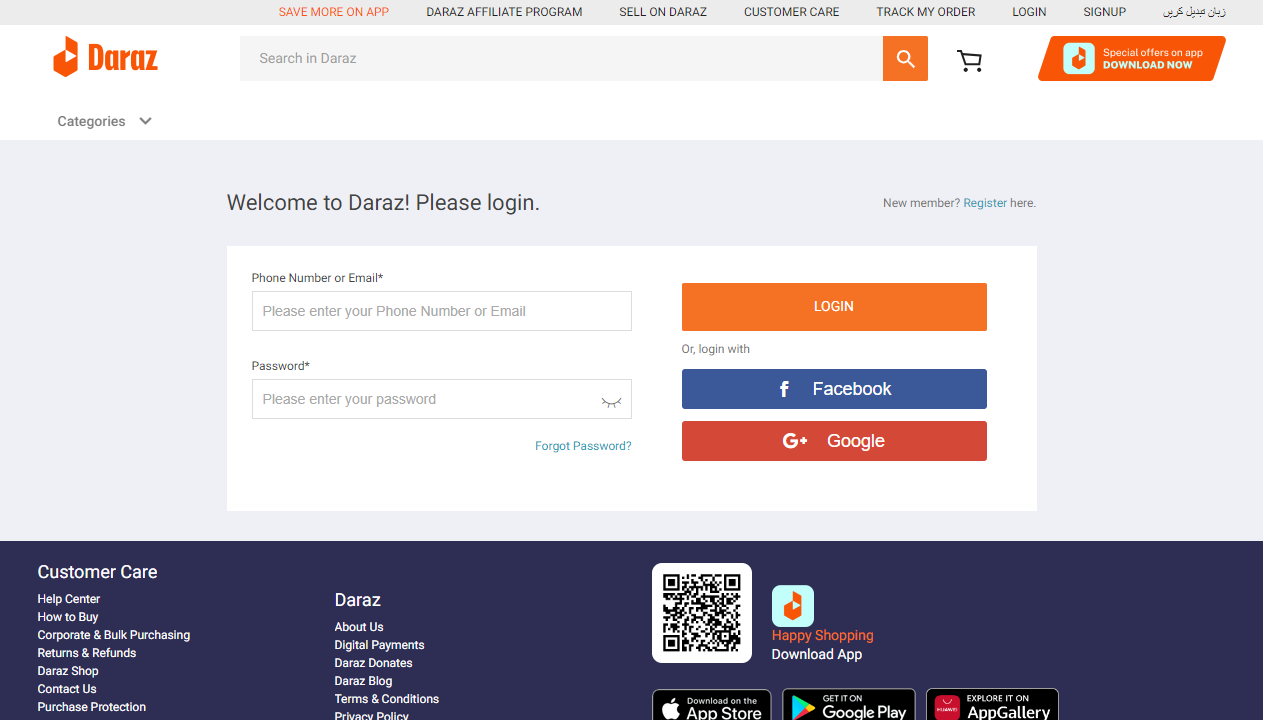 SAVE MORE ON APP DARAZ AFFILIATE PROGRAM SELL ON DARAZ CUSTOMER CARE TRACK MY ORDER LOGIN SIGNUP زبان تبدیل کریں
Daraz
Search in Daraz
Special offers on app
DOWNLOAD NOW
Categories
Welcome to Daraz! Please login.
New member? Register here.
Phone Number or Email*
Please enter your Phone Number or Email
Password*
Please enter your password
Forgot Password?
LOGIN
Or, login with
Facebook
Google
Customer Care
Help Center
How to Buy
Corporate & Bulk Purchasing
Returns & Refunds
Daraz Shop
Contact Us
Purchase Protection
Daraz
About Us
Digital Payments
Daraz Donates
Daraz Blog
Terms & Conditions
Privacy Policy
Happy Shopping
Download App
Download on the
App Store
GET IT ON
Google Play
HUAWEI
EXPLORE IT ON
AppGallery